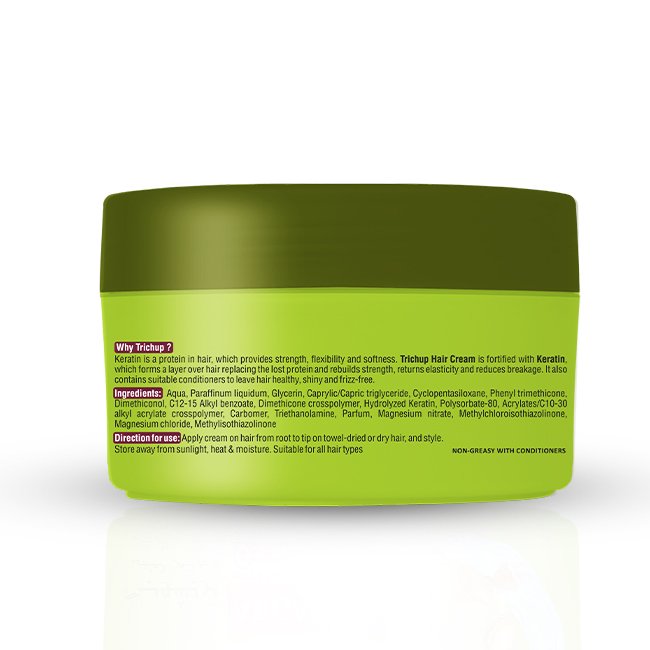 Why Trichup ?
Keratin is a protein in hair, which provides strength, flexibility and softness. Trichup Hair Cream is fortified with Keratin,
which forms a layer over hair replacing the lost protein and rebuilds strength, returns elasticity and reduces breakage. It also
contains suitable conditioners to leave hair healthy, shiny and frizz-free.
Ingredients: Aqua, Paraffinum liquidum, Glycerin, Caprylic/Capric triglyceride, Cyclopentasiloxane, Phenyl trimethicone,
Dimethiconol, C12-15 Alkyl benzoate, Dimethicone crosspolymer, Hydrolyzed Keratin, Polysorbate-80, Acrylates/C10-30
alkyl acrylate crosspolymer, Carbomer, Triethanolamine, Parfum, Magnesium nitrate, Methylchloroisothiazolinone,
Magnesium chloride, Methylisothiazolinone
Direction for use: Apply cream on hair from root to tip on towel-dried or dry hair, and style.
Store away from sunlight, heat & moisture. Suitable for all hair types
NON-GREASY WITH CONDITIONERS